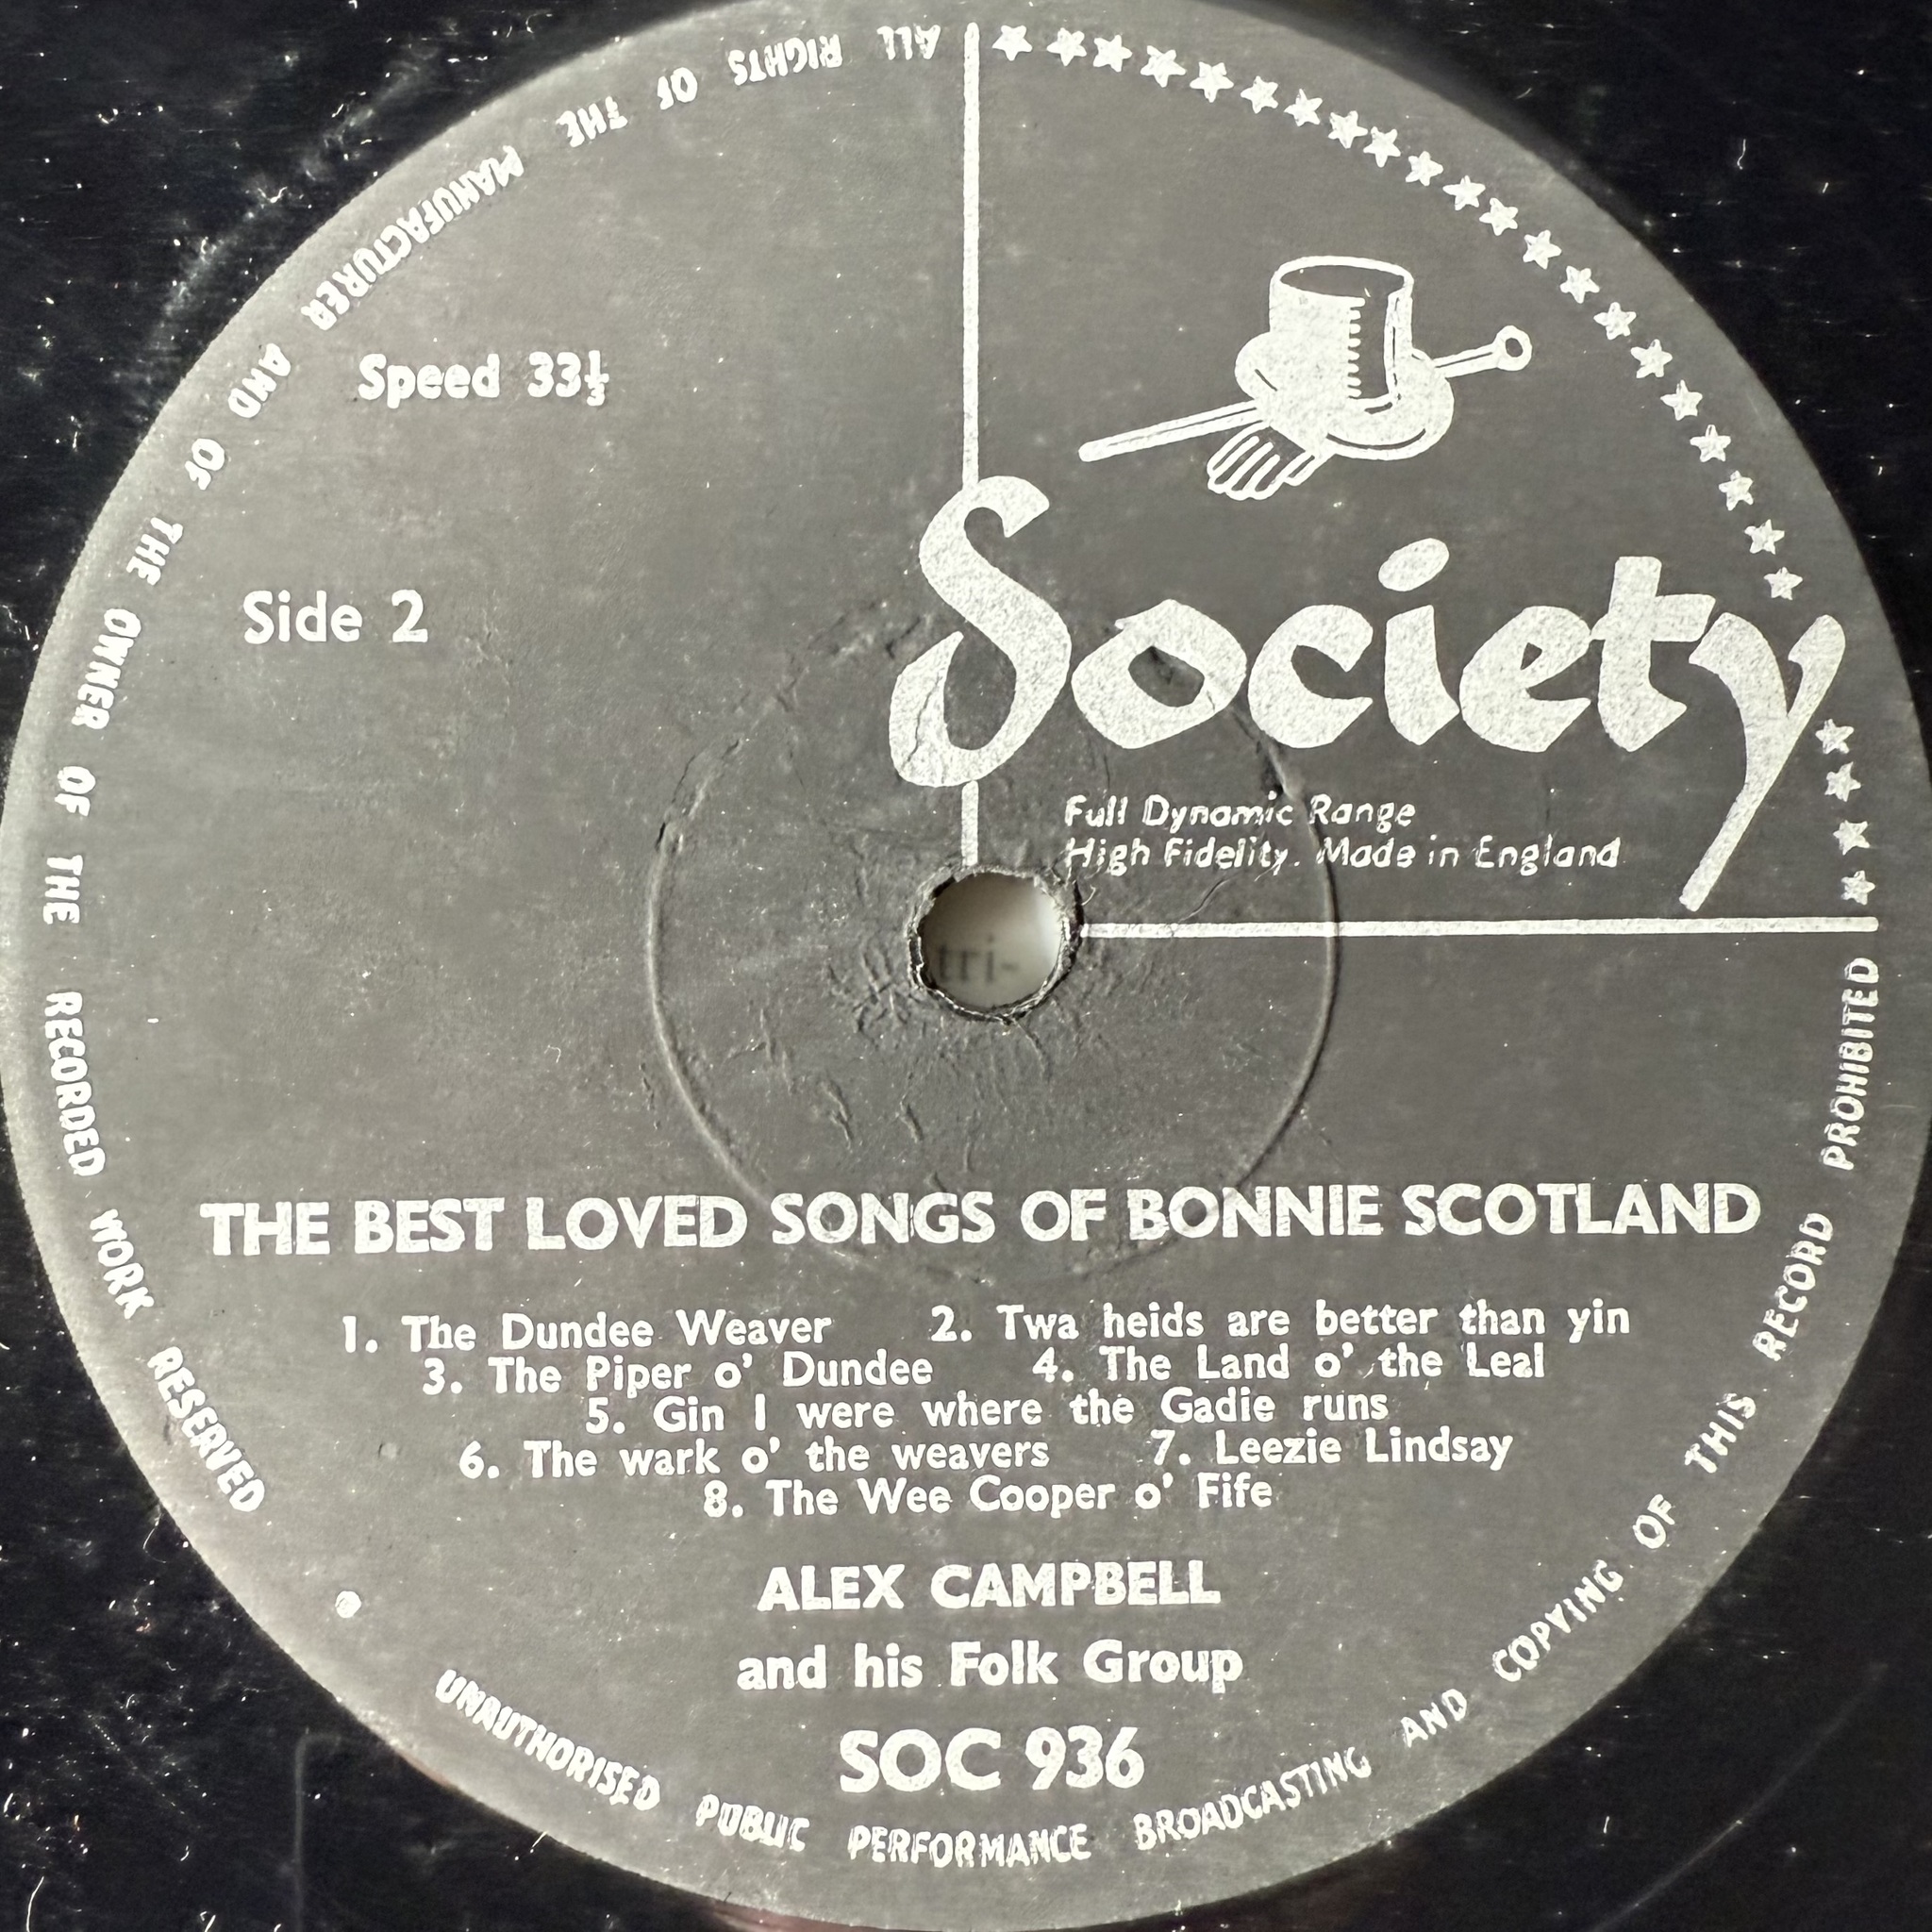 ALL RIGHTS OF THE MANUFACTURER AND OF THE OWNER OF THE RECORDED WORK RESERVED
Speed 33⅓
Side 2
Society
Full Dynamic Range
High Fidelity. Made in England
tri-
THE BEST LOVED SONGS OF BONNIE SCOTLAND
1. The Dundee Weaver 2. Twa heids are better than yin
3. The Piper o' Dundee 4. The Land o' the Leal
5. Gin I were where the Gadie runs
6. The wark o' the weavers 7. Leezie Lindsay
8. The Wee Cooper o' Fife
ALEX CAMPBELL
and his Folk Group
SOC 936
UNAUTHORISED PUBLIC PERFORMANCE BROADCASTING AND COPYING OF THIS RECORD PROHIBITED